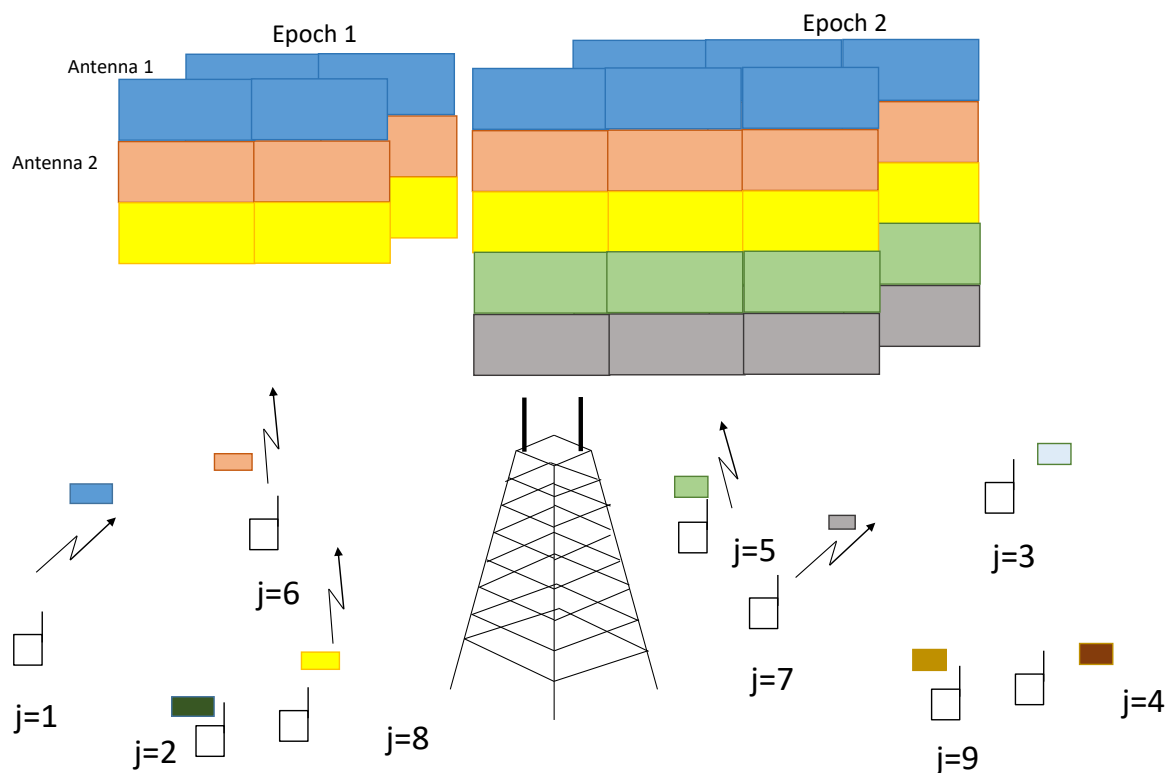 Epoch 1
Epoch 2
Antenna 1
Antenna 2
j=5
j=3
j=6
j=7
j=1
j=2
j=8
j=9
j=4